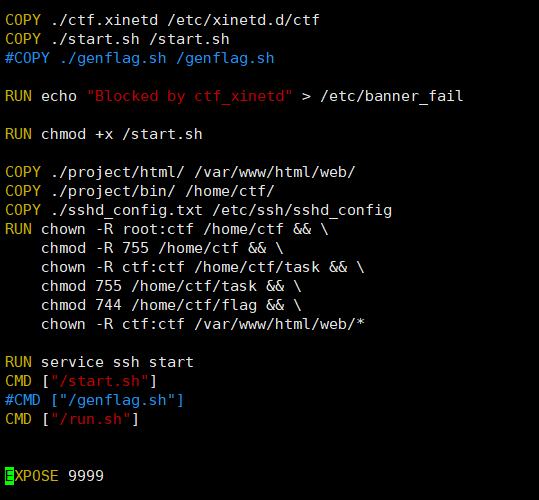 COPY ./ctf.xinetd /etc/xinetd.d/ctf
COPY ./start.sh /start.sh
#COPY ./genflag.sh /genflag.sh
RUN echo "Blocked by ctf_xinetd" > /etc/banner_fail
RUN chmod +x /start.sh
COPY ./project/html/ /var/www/html/web/
COPY ./project/bin/ /home/ctf/
COPY ./sshd_config.txt /etc/ssh/sshd_config
RUN chown -R root:ctf /home/ctf && \
    chmod -R 755 /home/ctf && \
    chown -R ctf:ctf /home/ctf/task && \
    chmod 755 /home/ctf/task && \
    chmod 744 /home/ctf/flag && \
    chown -R ctf:ctf /var/www/html/web/*
RUN service ssh start
CMD ["/start.sh"]
#CMD ["/genflag.sh"]
CMD ["/run.sh"]
EXPOSE 9999